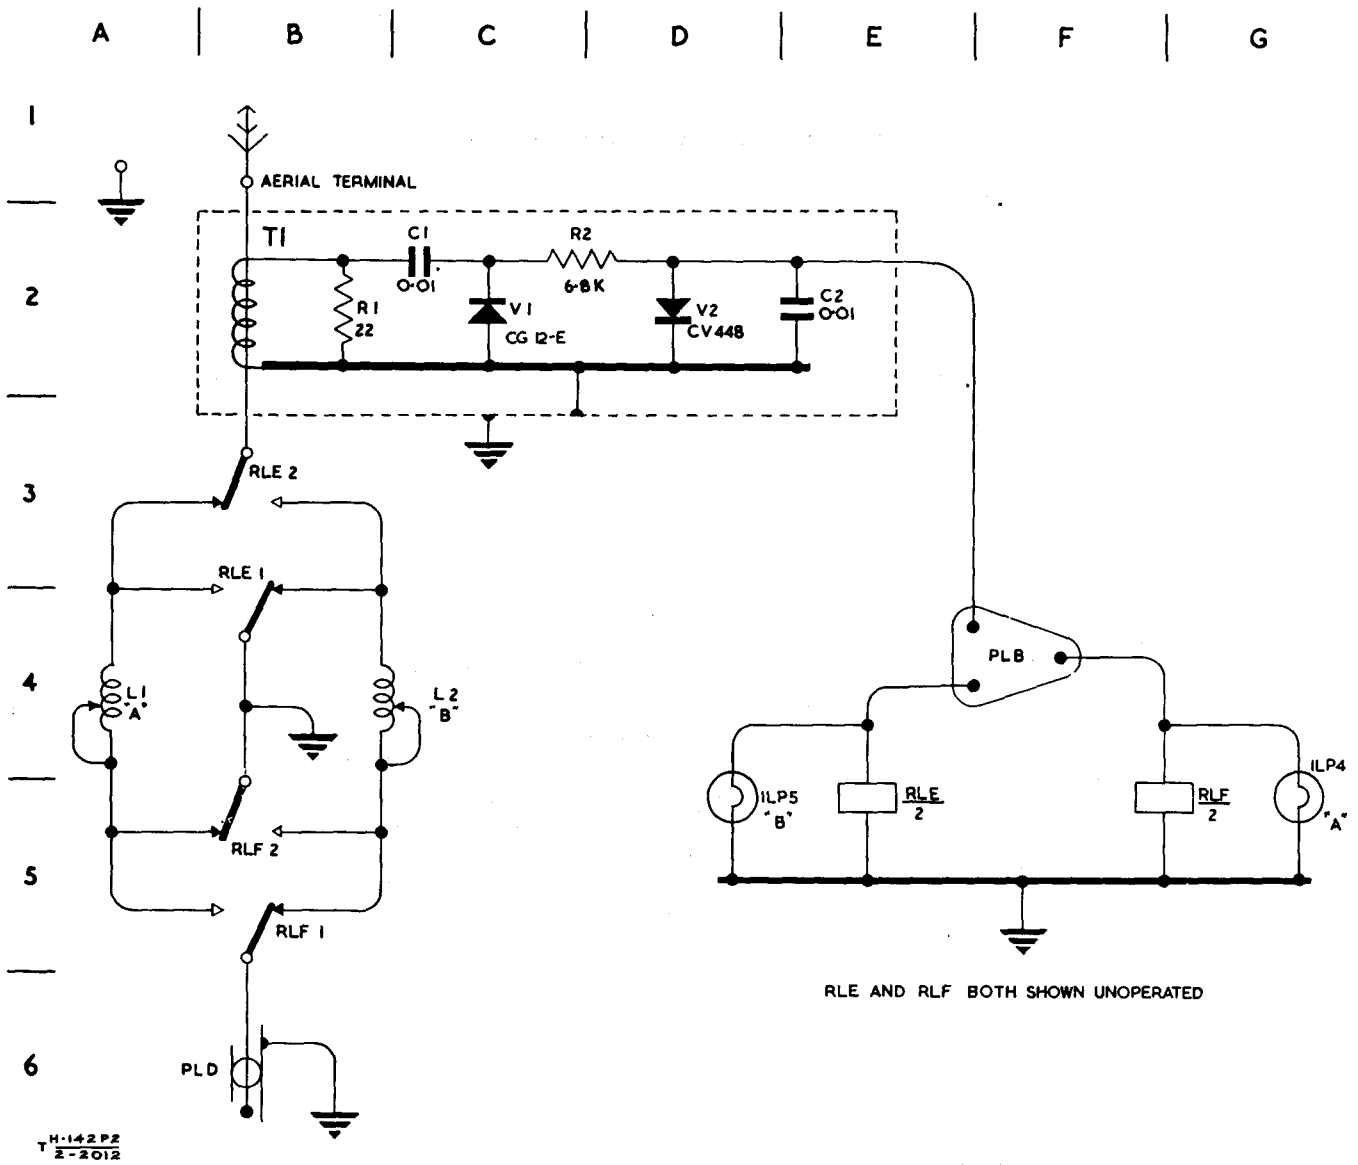 A B C D E F G
1
AERIAL TERMINAL
T1
C1
0·01
R2
6·8K
2
R1
22
V1
CG 12-E
V2
CV448
C2
0·01
RLE 2
3
RLE 1
PLB
4
L1
"A"
L2
"B"
ILP5
"B"
RLE
2
RLF
2
ILP4
"A"
RLF 2
5
RLF 1
RLE AND RLF BOTH SHOWN UNOPERATED
6
PLD
T H·142P2
2-2012